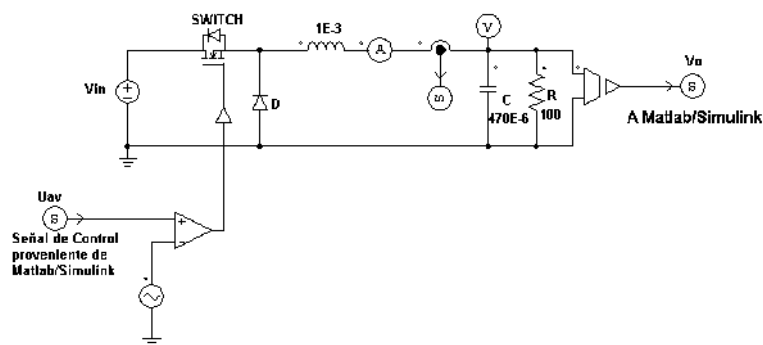 SWITCH
1E-3
A
V
Vin
D
S
C
470E-6
R
100
Vo
S
A Matlab/Simulink
Uav
S
Señal de Control
proveniente de
Matlab/Simulink